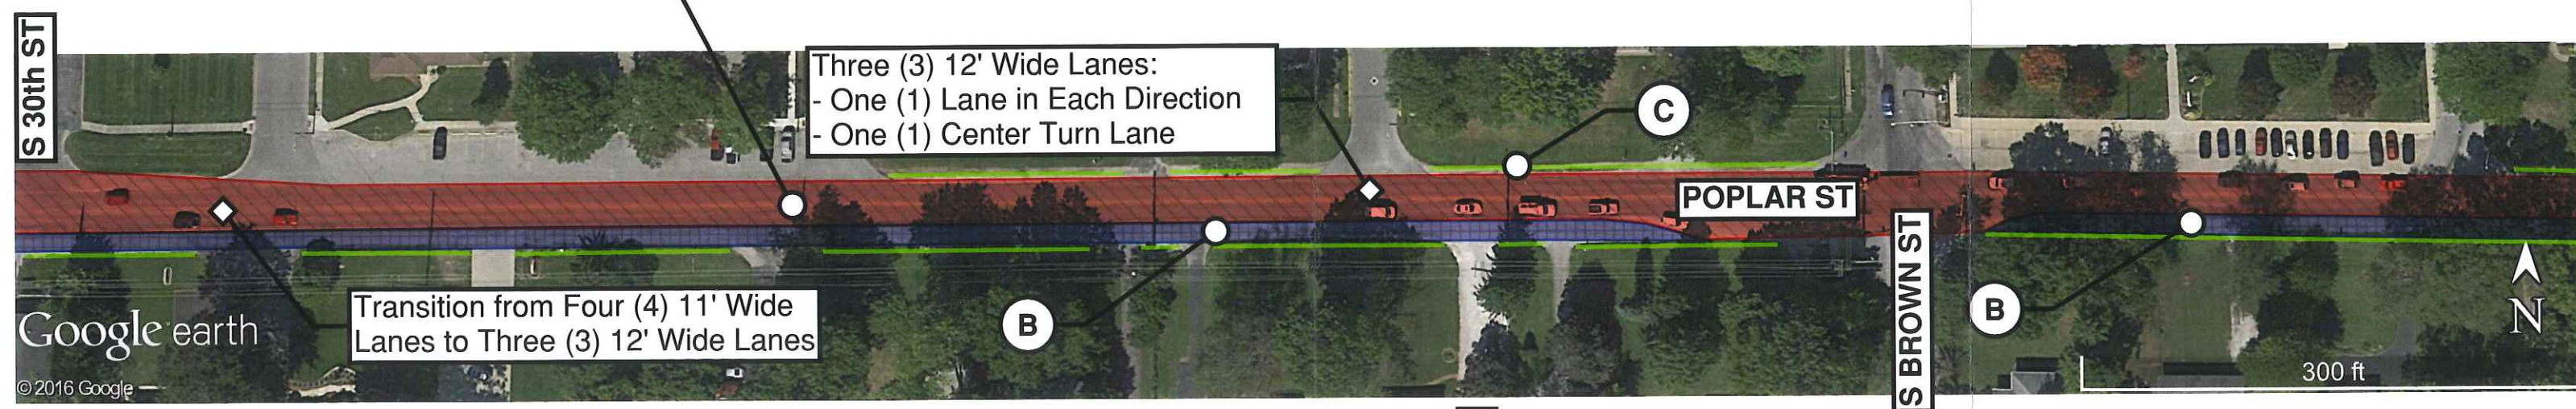 S 30th ST
Three (3) 12' Wide Lanes:
- One (1) Lane in Each Direction
- One (1) Center Turn Lane
C
POPLAR ST
Transition from Four (4) 11' Wide
Lanes to Three (3) 12' Wide Lanes
B
S BROWN ST
B
N
300 ft
Google earth
© 2016 Google